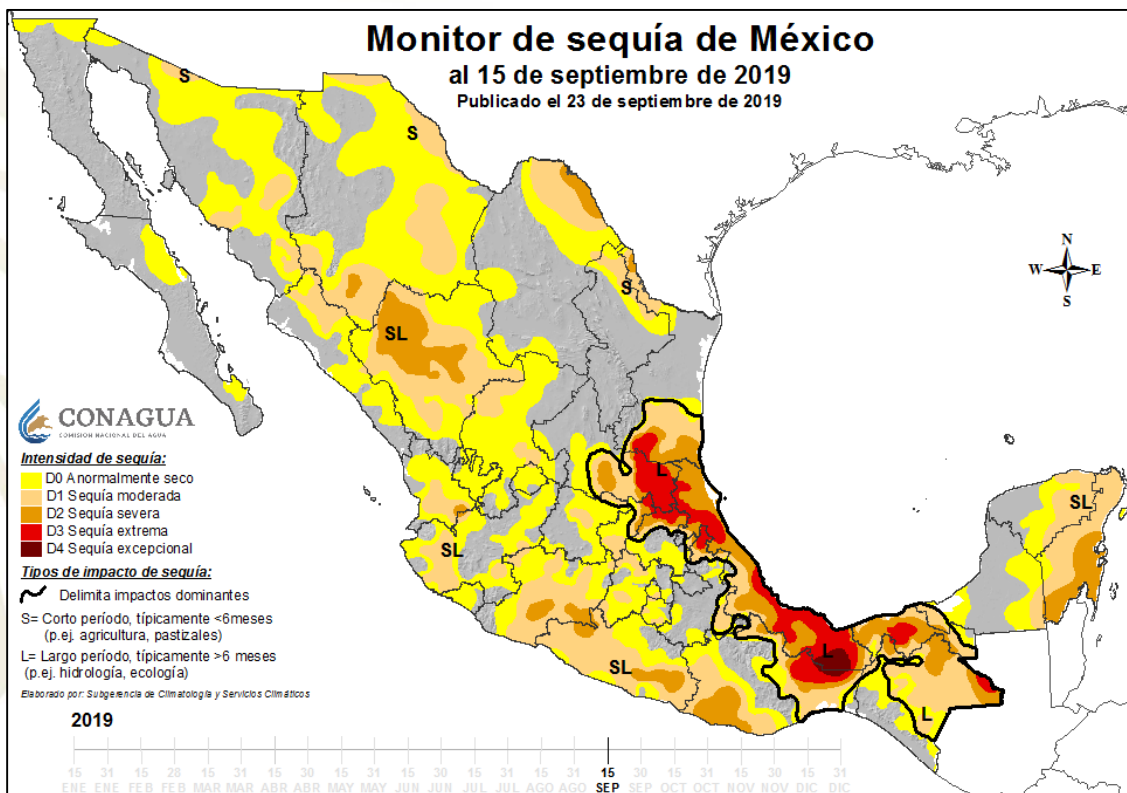 Monitor de sequía de México
al 15 de septiembre de 2019
Publicado el 23 de septiembre de 2019
S
S
S
SL
SL
SL
SL
L
L
L
N
W E
S
CONAGUA
COMISIÓN NACIONAL DEL AGUA
Intensidad de sequía:
D0 Anormalmente seco
D1 Sequía moderada
D2 Sequía severa
D3 Sequía extrema
D4 Sequía excepcional
Tipos de impacto de sequía:
Delimita impactos dominantes
S= Corto período, típicamente <6meses
(p.ej. agricultura, pastizales)
L= Largo período, típicamente >6 meses
(p.ej. hidrología, ecología)
Elaborado por: Subgerencia de Climatología y Servicios Climáticos
2019
15 31 15 28 15 31 15 30 15 31 15 30 15 31 15 31 15 30 15 31 15 30 15 31
ENE ENE FEB FEB MAR MAR ABR ABR MAY MAY JUN JUN JUL JUL AGO AGO SEP SEP OCT OCT NOV NOV DIC DIC